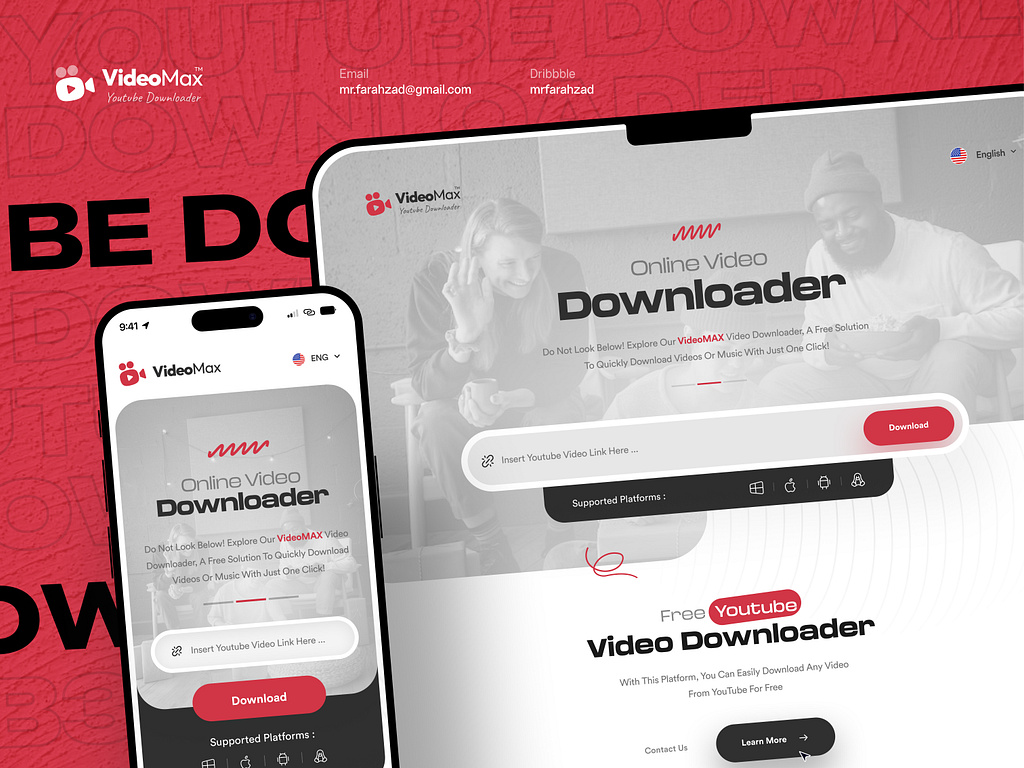 YOUTUBE DOWNL
DOWNLOADER
VideoMax™
Youtube Downloader
Email
mr.farahzad@gmail.com
Dribbble
mrfarahzad
BE DO
OW
VideoMax™
Youtube Downloader
English
Online Video
Downloader
Do Not Look Below! Explore Our VideoMAX Video Downloader, A Free Solution
To Quickly Download Videos Or Music With Just One Click!
Insert Youtube Video Link Here ...
Download
Supported Platforms :
Free Youtube
Video Downloader
With This Platform, You Can Easily Download Any Video
From YouTube For Free
Contact Us
Learn More
9:41
VideoMax
ENG
Online Video
Downloader
Do Not Look Below! Explore Our VideoMAX Video
Downloader, A Free Solution To Quickly Download
Videos Or Music With Just One Click!
Insert Youtube Video Link Here ...
Download
Supported Platforms :